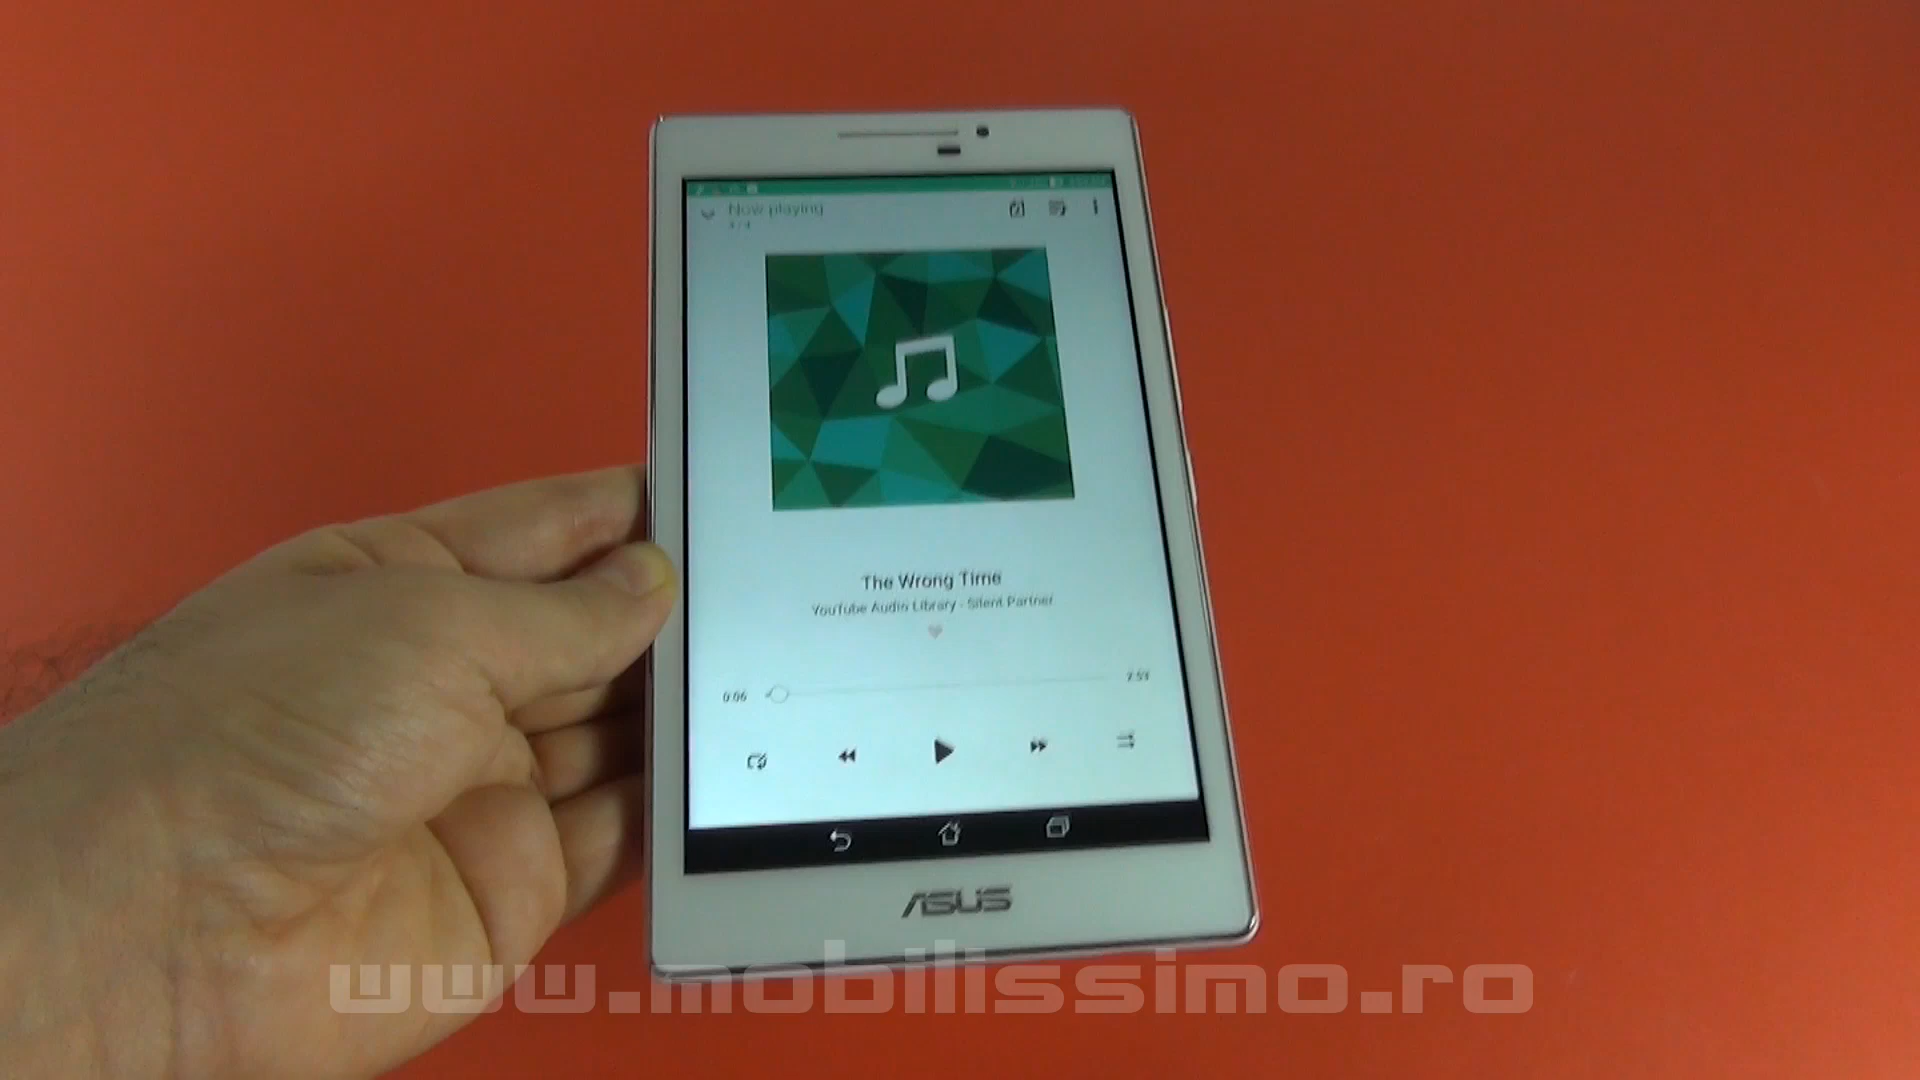 Now playing
The Wrong Time
YouTube Audio Library - Silent Partner
0:06
ASUS
www.mobilissimo.ro